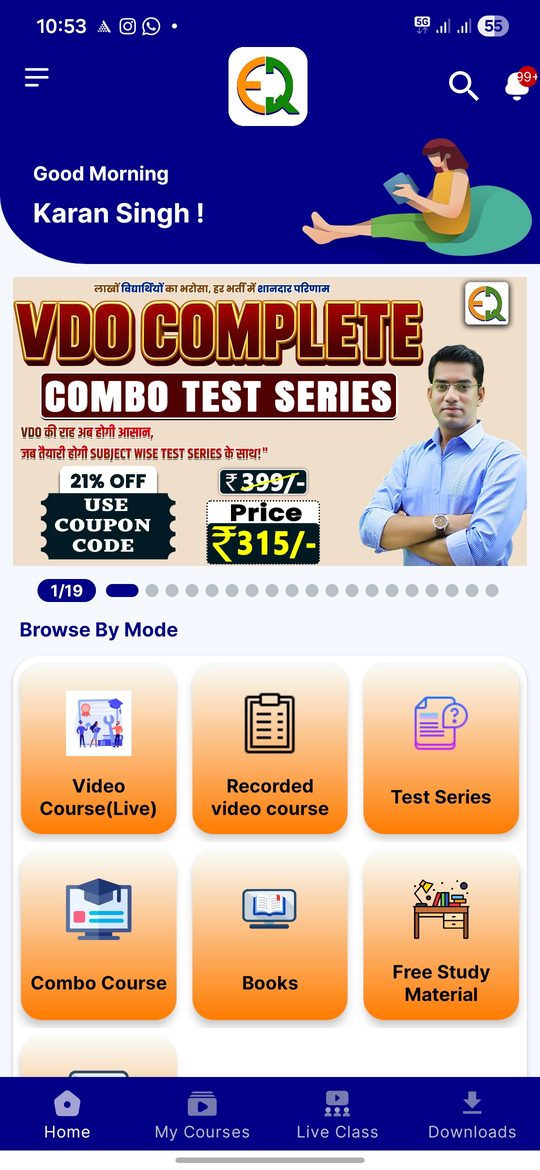 10:53
5G
55
EQ
99+
Good Morning
Karan Singh !
लाखों विद्यार्थियों का भरोसा, हर भर्ती में शानदार परिणाम
EQ
VDO COMPLETE
COMBO TEST SERIES
VDO की राह अब होगी आसान,
जब तैयारी होगी SUBJECT WISE TEST SERIES के साथ!"
21% OFF
USE
COUPON
CODE
₹ 399/-
Price
₹315/-
1/19
Browse By Mode
Video
Course(Live)
Recorded
video course
Test Series
Combo Course
Books
Free Study
Material
Home
My Courses
Live Class
Downloads